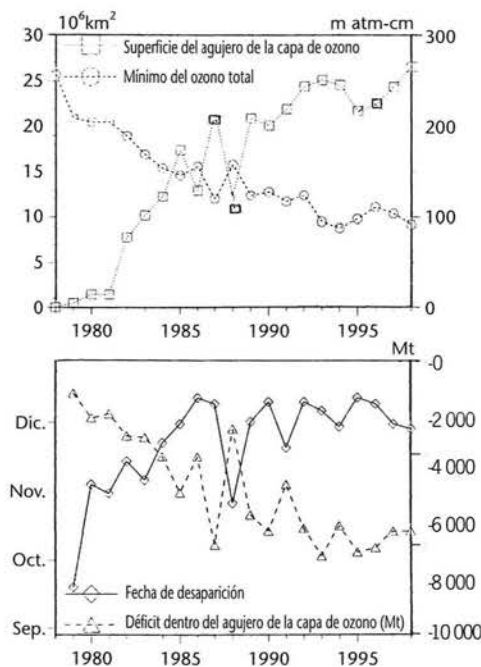 10⁶km²
m atm-cm
Superficie del agujero de la capa de ozono
Mínimo del ozono total
30
25
20
15
10
5
0
300
200
100
0
1980
1985
1990
1995
Mt
Dic.
Nov.
Oct.
Sep.
-0
-2 000
-4 000
-6 000
-8 000
-10 000
Fecha de desaparición
Déficit dentro del agujero de la capa de ozono (Mt)
1980
1985
1990
1995